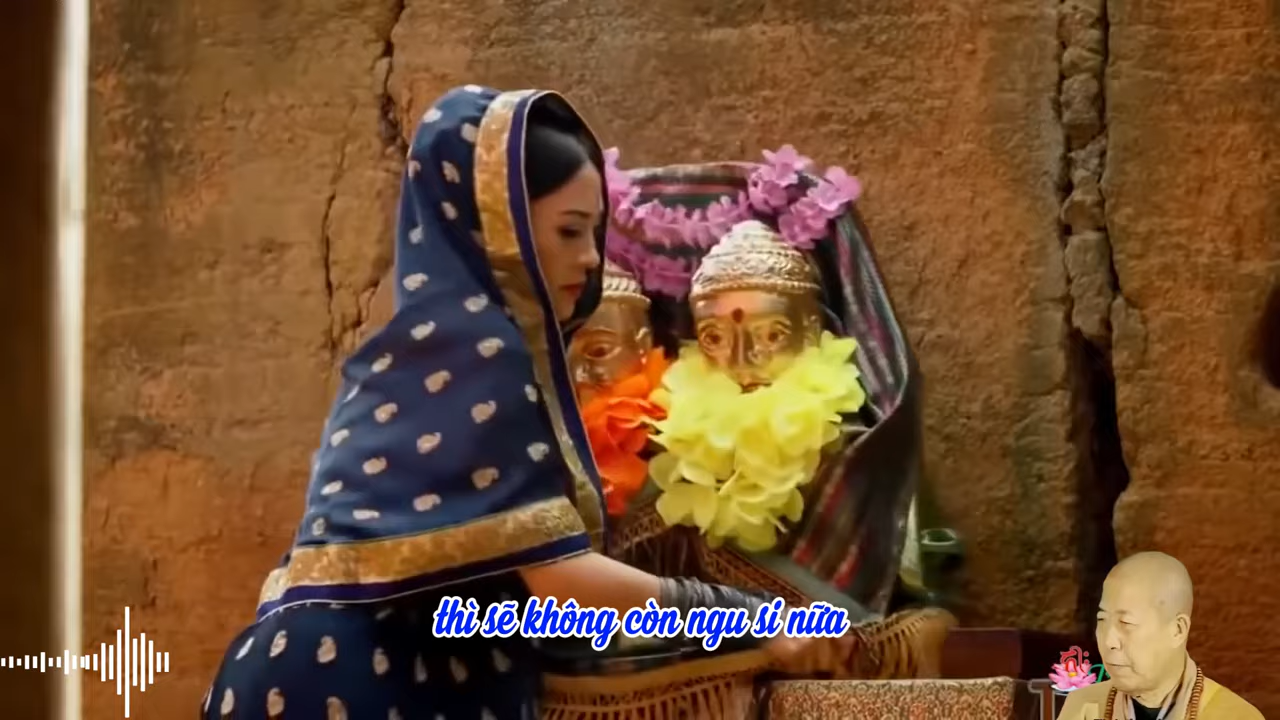 thì sẽ không còn ngu si nữa